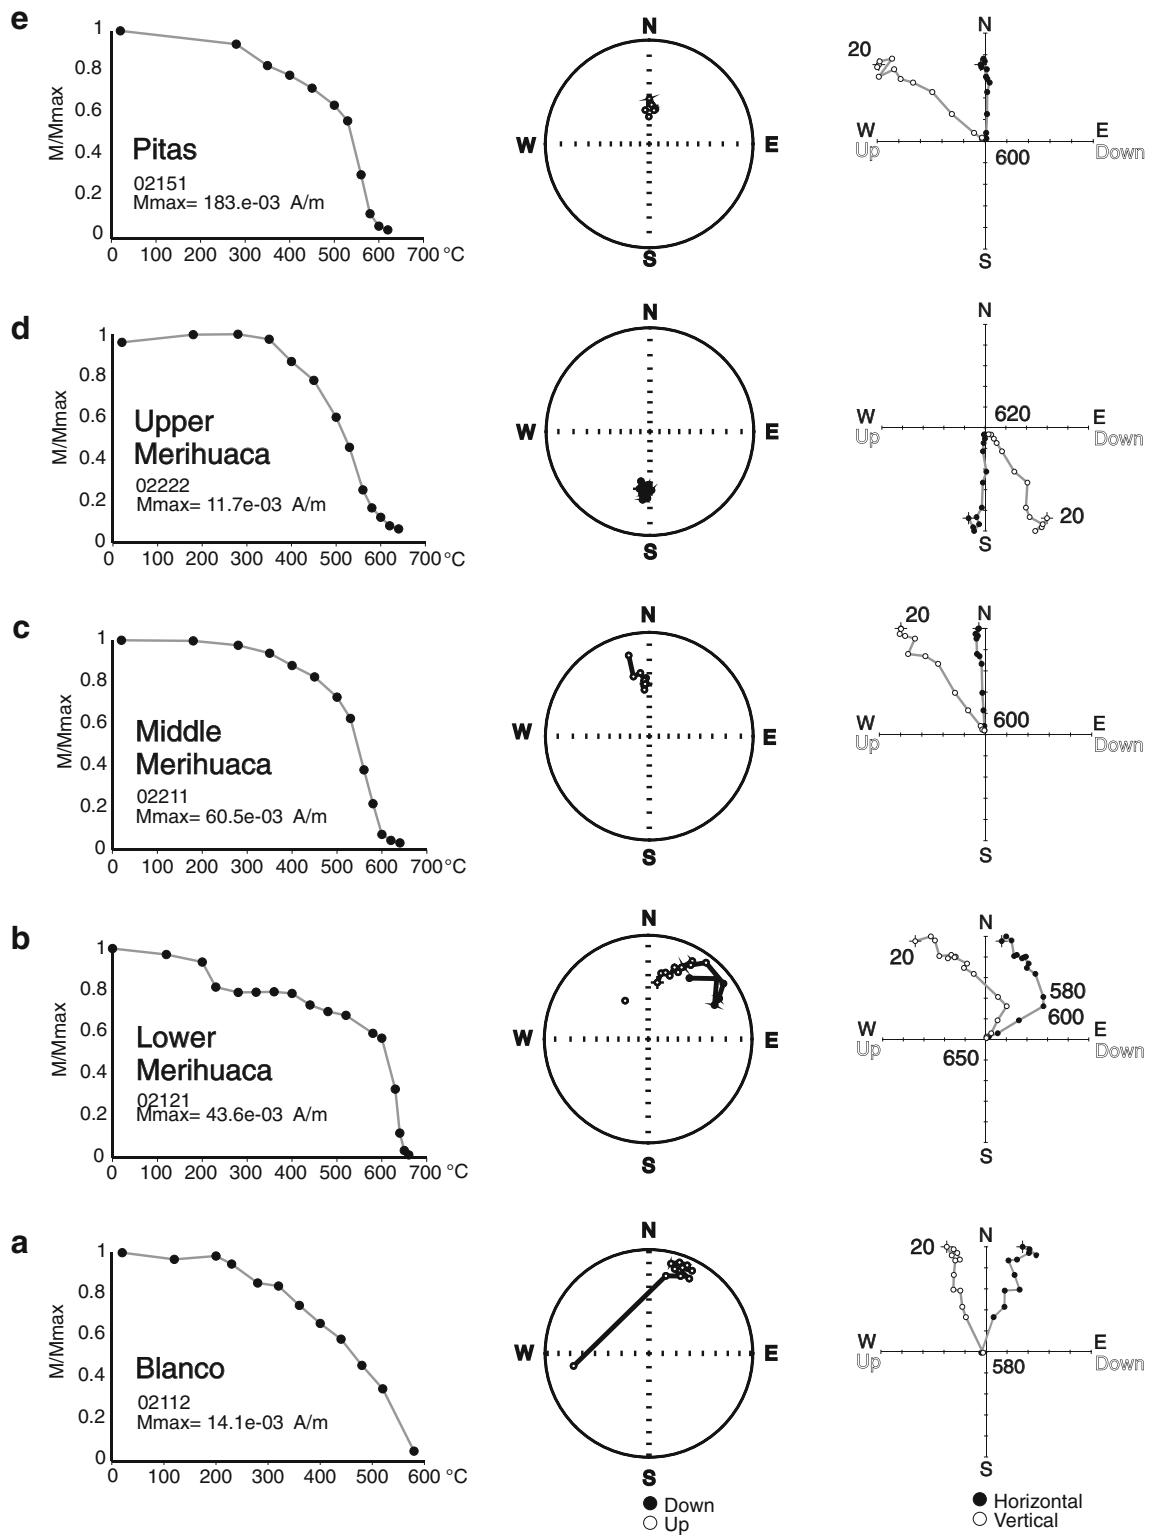 e
1
0.8
0.6
0.4
0.2
0
M/Mmax
Pitas
02151
Mmax= 183.e-03 A/m
0 100 200 300 400 500 600 700 °C
N
W E
S
N
20
W E
Up Down
600
S
d
1
0.8
0.6
0.4
0.2
0
M/Mmax
Upper
Merihuaca
02222
Mmax= 11.7e-03 A/m
0 100 200 300 400 500 600 700 °C
N
W E
S
N
620
W E
Up Down
20
S
c
1
0.8
0.6
0.4
0.2
0
M/Mmax
Middle
Merihuaca
02211
Mmax= 60.5e-03 A/m
0 100 200 300 400 500 600 700 °C
N
W E
S
20 N
600
W E
Up Down
S
b
1
0.8
0.6
0.4
0.2
0
M/Mmax
Lower
Merihuaca
02121
Mmax= 43.6e-03 A/m
0 100 200 300 400 500 600 700 °C
N
W E
S
N
20
580
600
W E
Up Down
650
S
a
1
0.8
0.6
0.4
0.2
0
M/Mmax
Blanco
02112
Mmax= 14.1e-03 A/m
0 100 200 300 400 500 600 °C
N
W E
S
Down
Up
N
20
W E
Up Down
580
S
Horizontal
Vertical